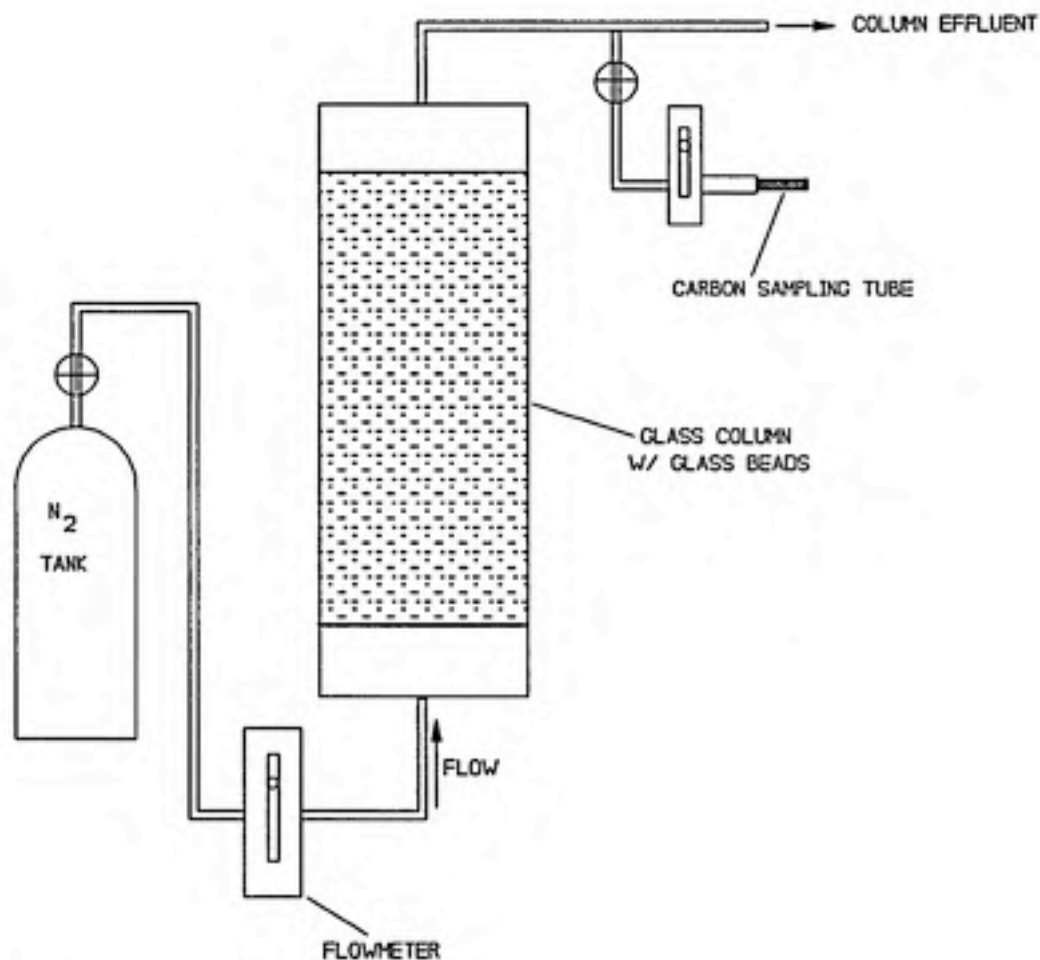 COLUMN EFFLUENT
CARBON SAMPLING TUBE
GLASS COLUMN
W/ GLASS BEADS
N2
TANK
FLOW
FLOWMETER